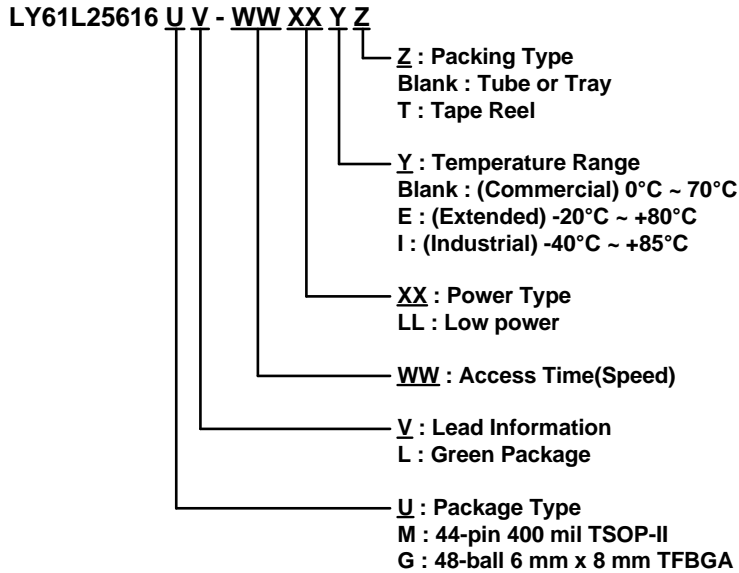 LY61L25616 U V - WW XX Y Z
Z : Packing Type
Blank : Tube or Tray
T : Tape Reel
Y : Temperature Range
Blank : (Commercial) 0°C ~ 70°C
E : (Extended) -20°C ~ +80°C
I : (Industrial) -40°C ~ +85°C
XX : Power Type
LL : Low power
WW : Access Time(Speed)
V : Lead Information
L : Green Package
U : Package Type
M : 44-pin 400 mil TSOP-II
G : 48-ball 6 mm x 8 mm TFBGA